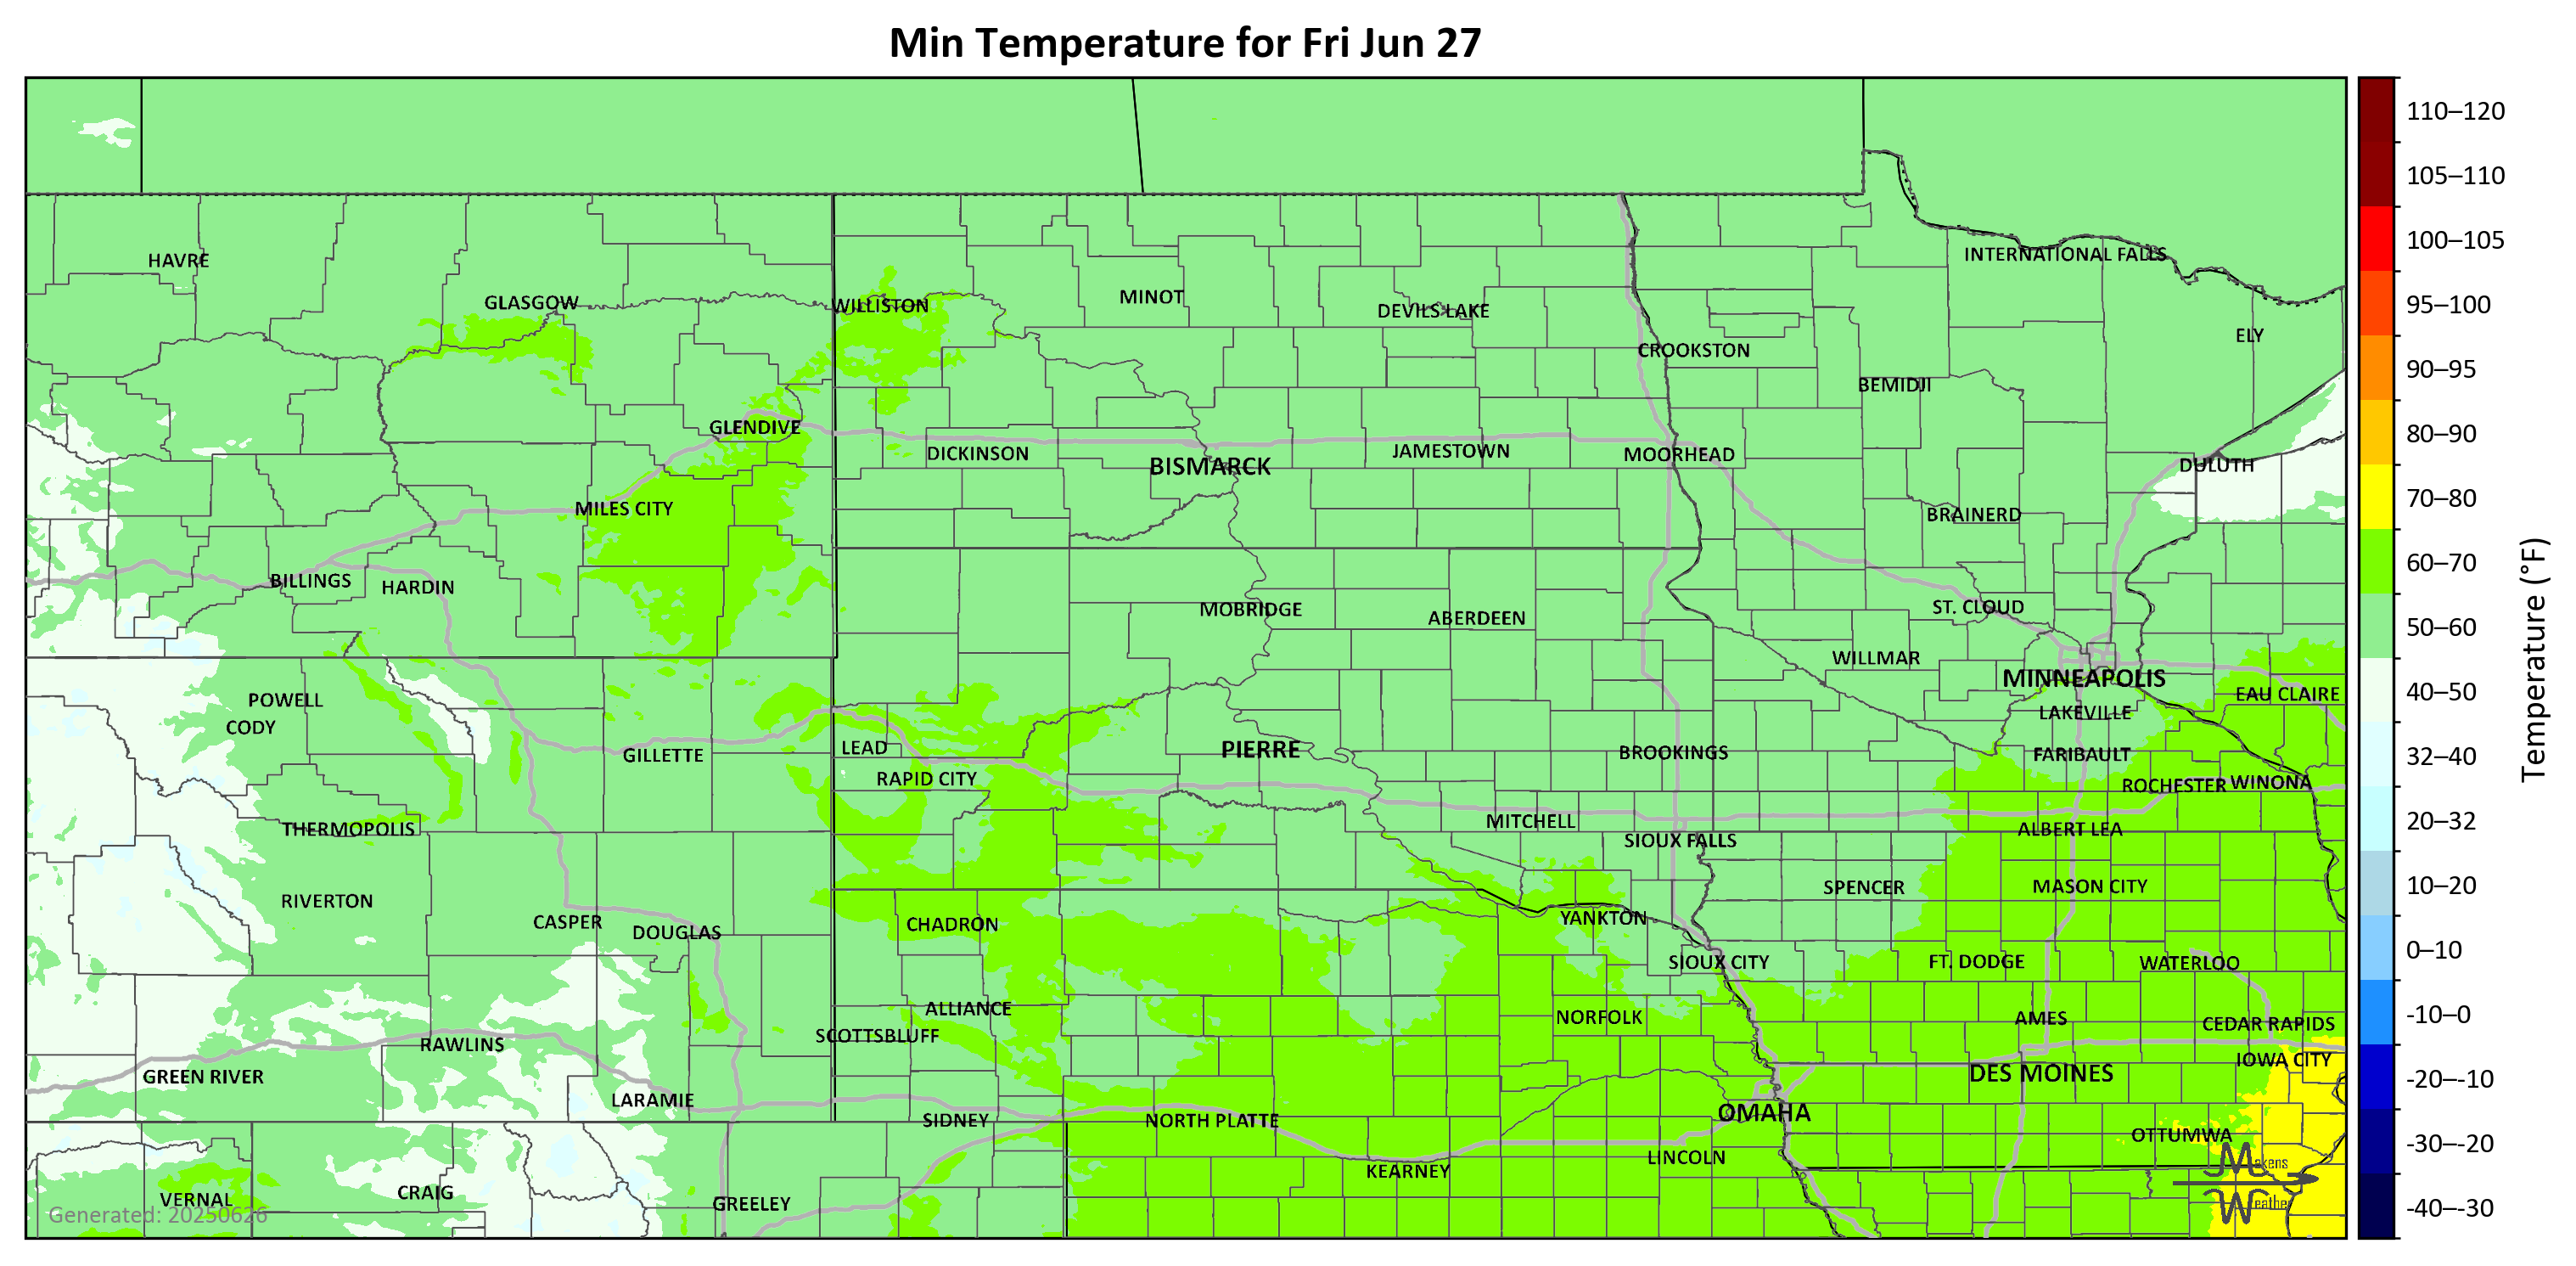 Min Temperature for Fri Jun 27
HAVRE
GLASGOW
WILLISTON
MINOT
DEVILS LAKE
CROOKSTON
INTERNATIONAL FALLS
ELY
BEMIDJI
GLENDIVE
DICKINSON
BISMARCK
JAMESTOWN
MOORHEAD
DULUTH
MILES CITY
BRAINERD
BILLINGS
HARDIN
MOBRIDGE
ABERDEEN
ST. CLOUD
WILLMAR
MINNEAPOLIS
EAU CLAIRE
POWELL
CODY
LAKEVILLE
GILLETTE
LEAD
PIERRE
BROOKINGS
FARIBAULT
RAPID CITY
ROCHESTER
WINONA
THERMOPOLIS
MITCHELL
SIOUX FALLS
ALBERT LEA
RIVERTON
SPENCER
MASON CITY
CASPER
DOUGLAS
CHADRON
YANKTON
SIOUX CITY
FT. DODGE
WATERLOO
ALLIANCE
SCOTTSBLUFF
NORFOLK
AMES
CEDAR RAPIDS
RAWLINS
IOWA CITY
GREEN RIVER
DES MOINES
LARAMIE
SIDNEY
NORTH PLATTE
OMAHA
OTTUMWA
LINCOLN
KEARNEY
VERNAL
CRAIG
GREELEY
Makens
Weather
Generated: 20250626
110–120
105–110
100–105
95–100
90–95
80–90
70–80
60–70
50–60
40–50
32–40
20–32
10–20
0–10
-10–0
-20–-10
-30–-20
-40–-30
Temperature (°F)